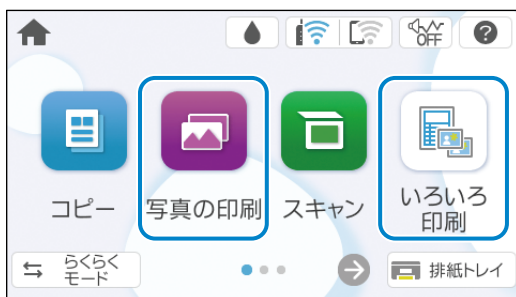 OFF
?
コピー
写真の印刷
スキャン
いろいろ
印刷
らくらく
モード
排紙トレイ